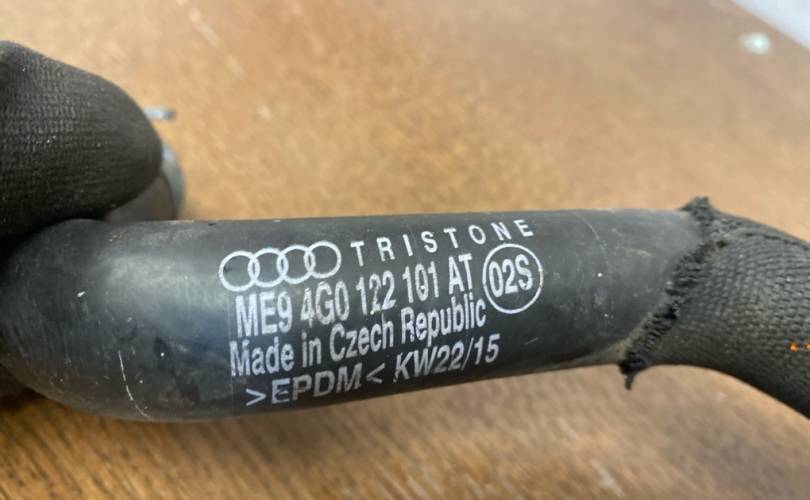 TRISTONE
ME9 4G0 122 101 AT 02S
Made in Czech Republic
>EPDM< KW22/15